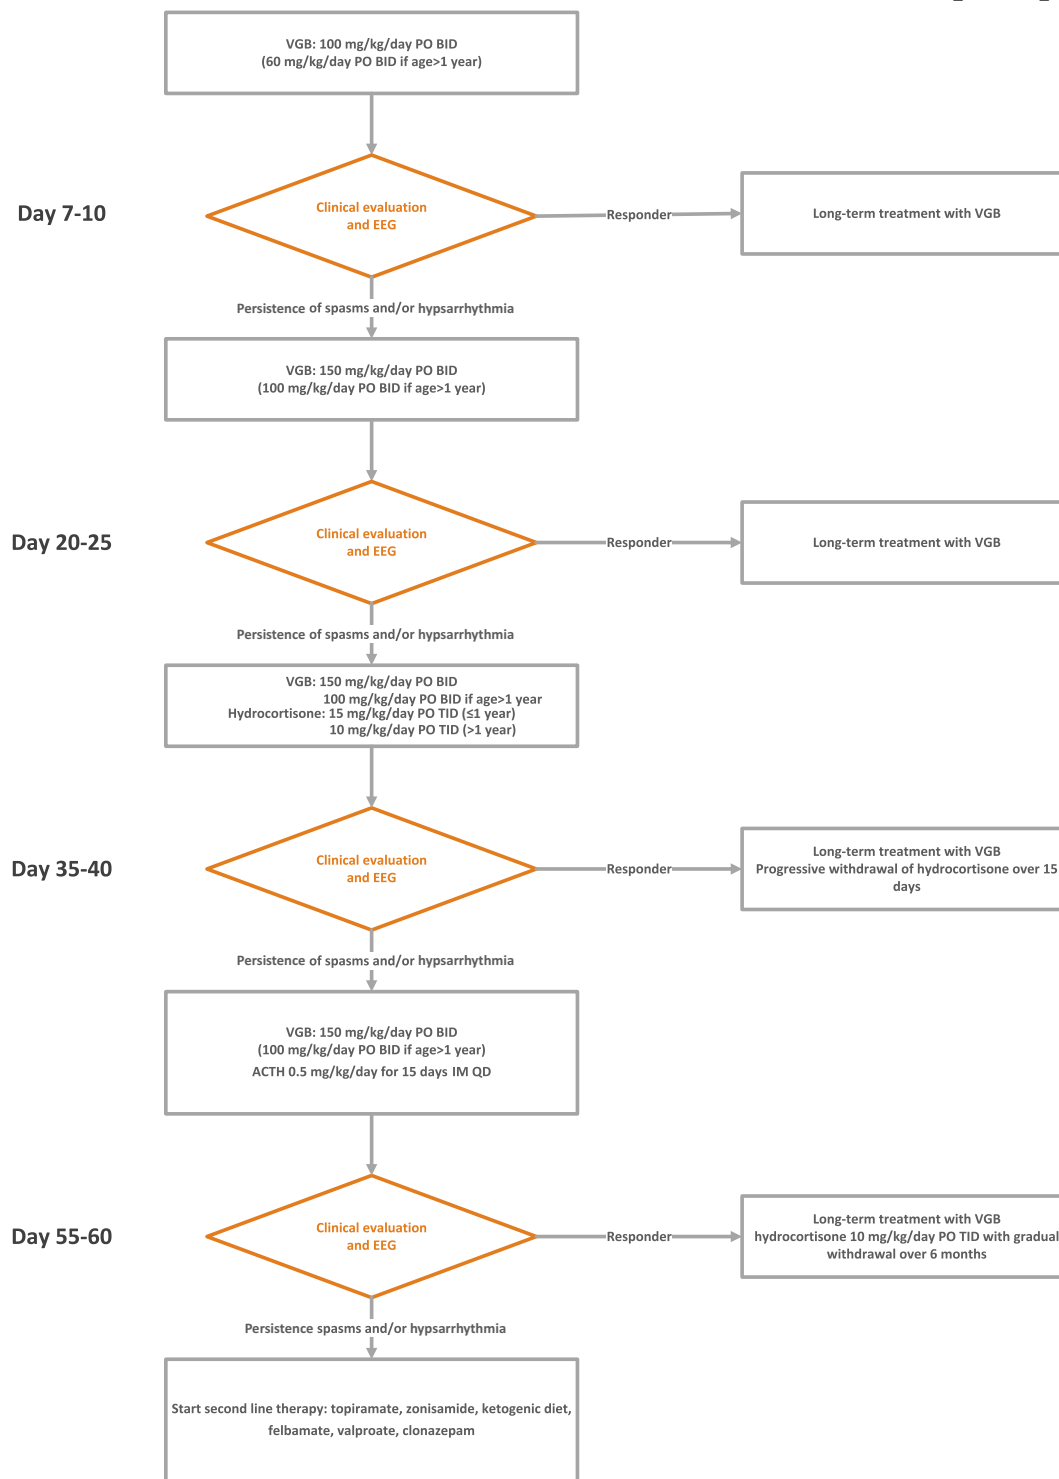 VGB: 100 mg/kg/day PO BID
(60 mg/kg/day PO BID if age>1 year)
Day 7-10
Clinical evaluation
and EEG
Responder
Long-term treatment with VGB
Persistence of spasms and/or hypsarrhythmia
VGB: 150 mg/kg/day PO BID
(100 mg/kg/day PO BID if age>1 year)
Day 20-25
Clinical evaluation
and EEG
Responder
Long-term treatment with VGB
Persistence of spasms and/or hypsarrhythmia
VGB: 150 mg/kg/day PO BID
100 mg/kg/day PO BID if age>1 year
Hydrocortisone: 15 mg/kg/day PO TID (≤1 year)
10 mg/kg/day PO TID (>1 year)
Day 35-40
Clinical evaluation
and EEG
Responder
Long-term treatment with VGB
Progressive withdrawal of hydrocortisone over 15
days
Persistence of spasms and/or hypsarrhythmia
VGB: 150 mg/kg/day PO BID
(100 mg/kg/day PO BID if age>1 year)
ACTH 0.5 mg/kg/day for 15 days IM QD
Day 55-60
Clinical evaluation
and EEG
Responder
Long-term treatment with VGB
hydrocortisone 10 mg/kg/day PO TID with gradual
withdrawal over 6 months
Persistence spasms and/or hypsarrhythmia
Start second line therapy: topiramate, zonisamide, ketogenic diet,
felbamate, valproate, clonazepam